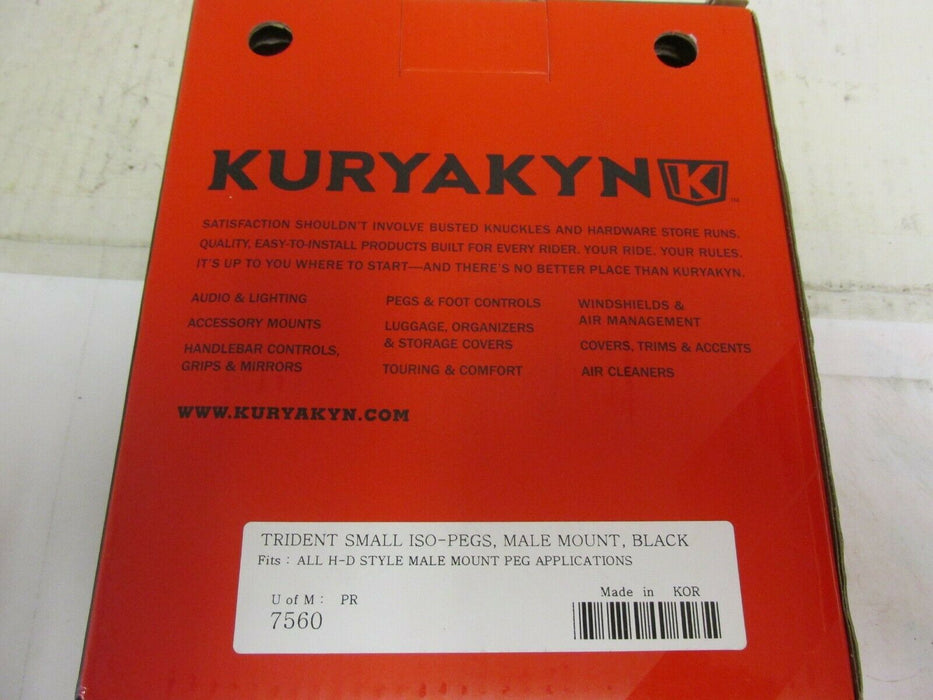 KURYAKYN K ™
SATISFACTION SHOULDN'T INVOLVE BUSTED KNUCKLES AND HARDWARE STORE RUNS.
QUALITY, EASY-TO-INSTALL PRODUCTS BUILT FOR EVERY RIDER. YOUR RIDE. YOUR RULES.
IT'S UP TO YOU WHERE TO START—AND THERE'S NO BETTER PLACE THAN KURYAKYN.
AUDIO & LIGHTING
ACCESSORY MOUNTS
HANDLEBAR CONTROLS,
GRIPS & MIRRORS
PEGS & FOOT CONTROLS
LUGGAGE, ORGANIZERS
& STORAGE COVERS
TOURING & COMFORT
WINDSHIELDS &
AIR MANAGEMENT
COVERS, TRIMS & ACCENTS
AIR CLEANERS
WWW.KURYAKYN.COM
TRIDENT SMALL ISO-PEGS, MALE MOUNT, BLACK
Fits : ALL H-D STYLE MALE MOUNT PEG APPLICATIONS
U of M : PR
7560
Made in KOR